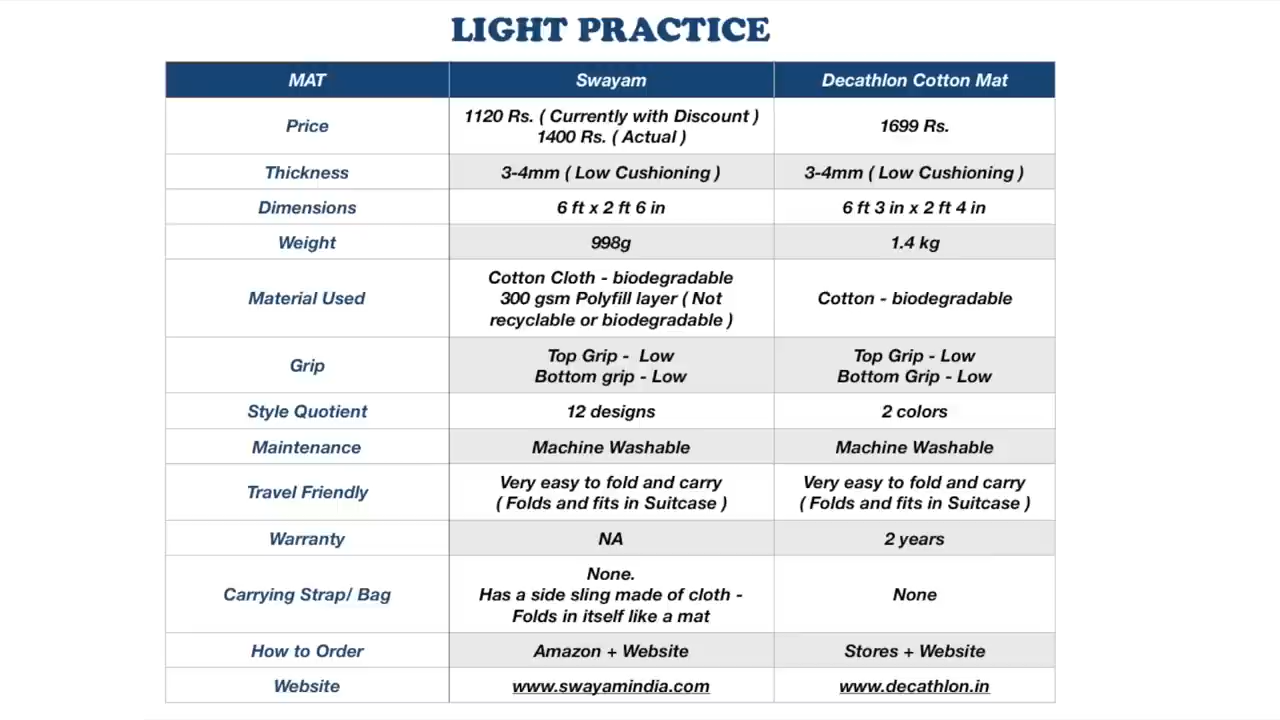 LIGHT PRACTICE
MAT Swayam Decathlon Cotton Mat
Price 1120 Rs. ( Currently with Discount ) 1699 Rs.
1400 Rs. ( Actual )
Thickness 3-4mm ( Low Cushioning ) 3-4mm ( Low Cushioning )
Dimensions 6 ft x 2 ft 6 in 6 ft 3 in x 2 ft 4 in
Weight 998g 1.4 kg
Material Used Cotton Cloth - biodegradable Cotton - biodegradable
300 gsm Polyfill layer ( Not
recyclable or biodegradable )
Grip Top Grip - Low Top Grip - Low
Bottom grip - Low Bottom Grip - Low
Style Quotient 12 designs 2 colors
Maintenance Machine Washable Machine Washable
Travel Friendly Very easy to fold and carry Very easy to fold and carry
( Folds and fits in Suitcase ) ( Folds and fits in Suitcase )
Warranty NA 2 years
Carrying Strap/ Bag None. None
Has a side sling made of cloth -
Folds in itself like a mat
How to Order Amazon + Website Stores + Website
Website www.swayamindia.com www.decathlon.in